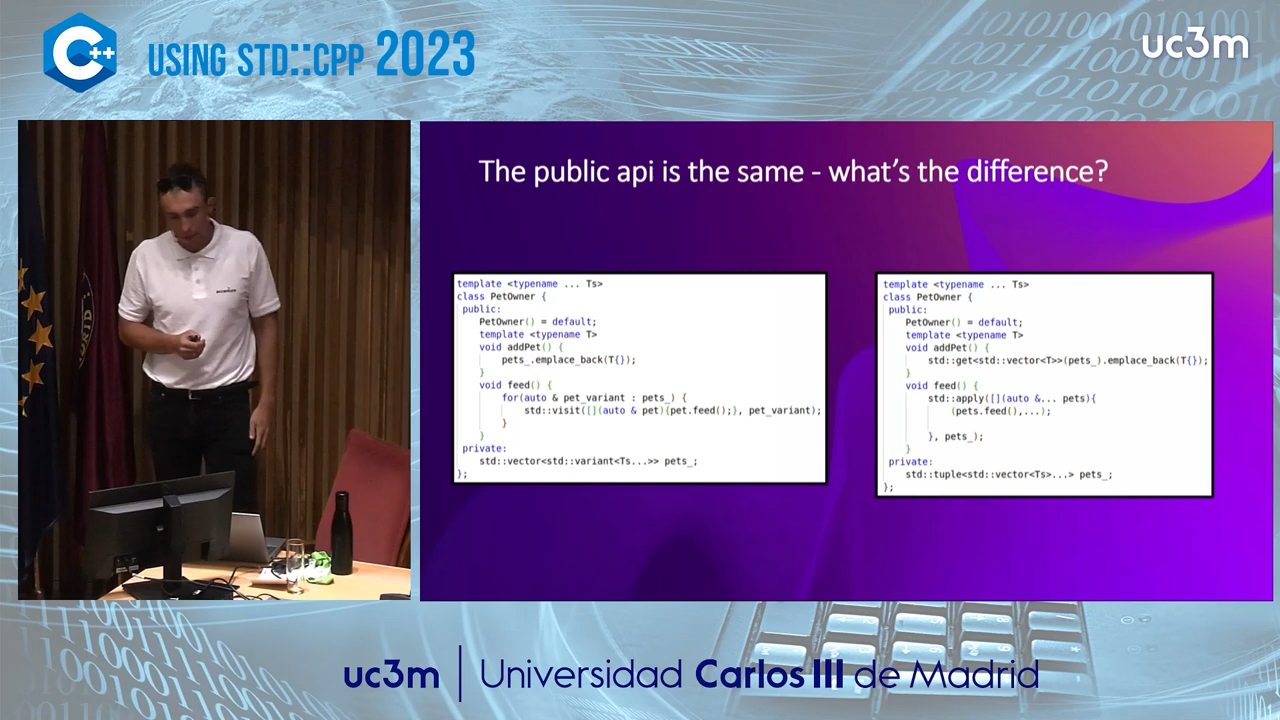 C++
USING STD::CPP 2023
uc3m
The public api is the same - what's the difference?
template <typename ... Ts>
class PetOwner {
public:
PetOwner() = default;
template <typename T>
void addPet() {
pets_.emplace_back(T{});
}
void feed() {
for(auto & pet_variant : pets_) {
std::visit([](auto & pet){pet.feed();}, pet_variant);
}
}
private:
std::vector<std::variant<Ts...>> pets_;
};
template <typename ... Ts>
class PetOwner {
public:
PetOwner() = default;
template <typename T>
void addPet() {
std::get<std::vector<T>>(pets_).emplace_back(T{});
}
void feed() {
std::apply([](auto &... pets){
(pets.feed(),...);
}, pets_);
}
private:
std::tuple<std::vector<Ts>...> pets_;
};
uc3m | Universidad Carlos III de Madrid